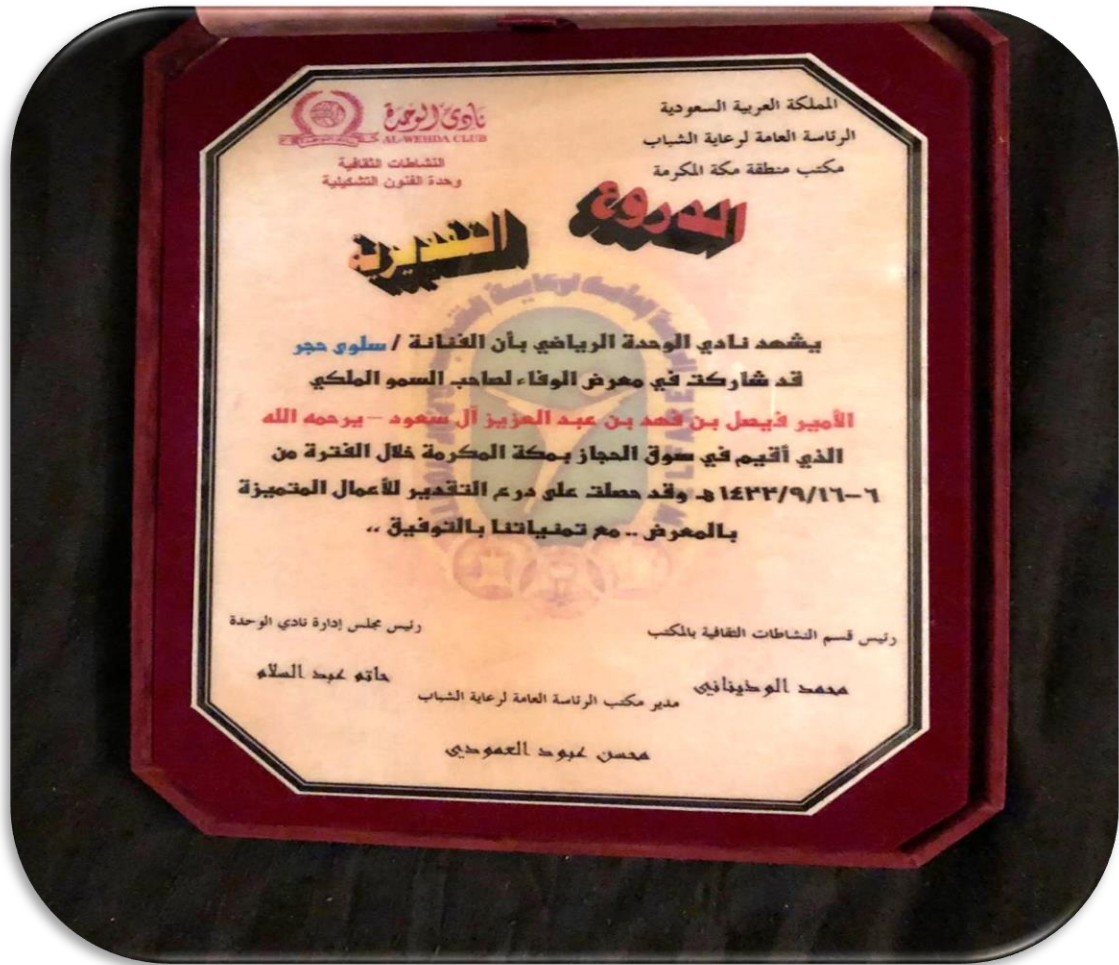 المملكة العربية السعودية
الرئاسة العامة لرعاية الشباب
مكتب منطقة مكة المكرمة
نادي الوحدة
AL-WEHDA CLUB
النشاطات الثقافية
وحدة الفنون التشكيلية
الدروع
التقديرية
يشهد نادي الوحدة الرياضي بأن الفنانة / سلوى حجر
قد شاركت في معرض الوفاء لصاحب السمو الملكي
الأمير فيصل بن فهد بن عبد العزيز آل سعود – يرحمه الله
الذي أقيم في سوق الحجاز بمكة المكرمة خلال الفترة من
٦-١٤٣٣/٩/١٦هـ وقد حصلت على درع التقدير للأعمال المتميزة
بالمعرض .. مع تمنياتنا بالتوفيق ،،
رئيس قسم النشاطات الثقافية بالمكتب
رئيس مجلس إدارة نادي الوحدة
محمد الوذيناني
حاتم عبد السلام
مدير مكتب الرئاسة العامة لرعاية الشباب
محسن عبود العمودي